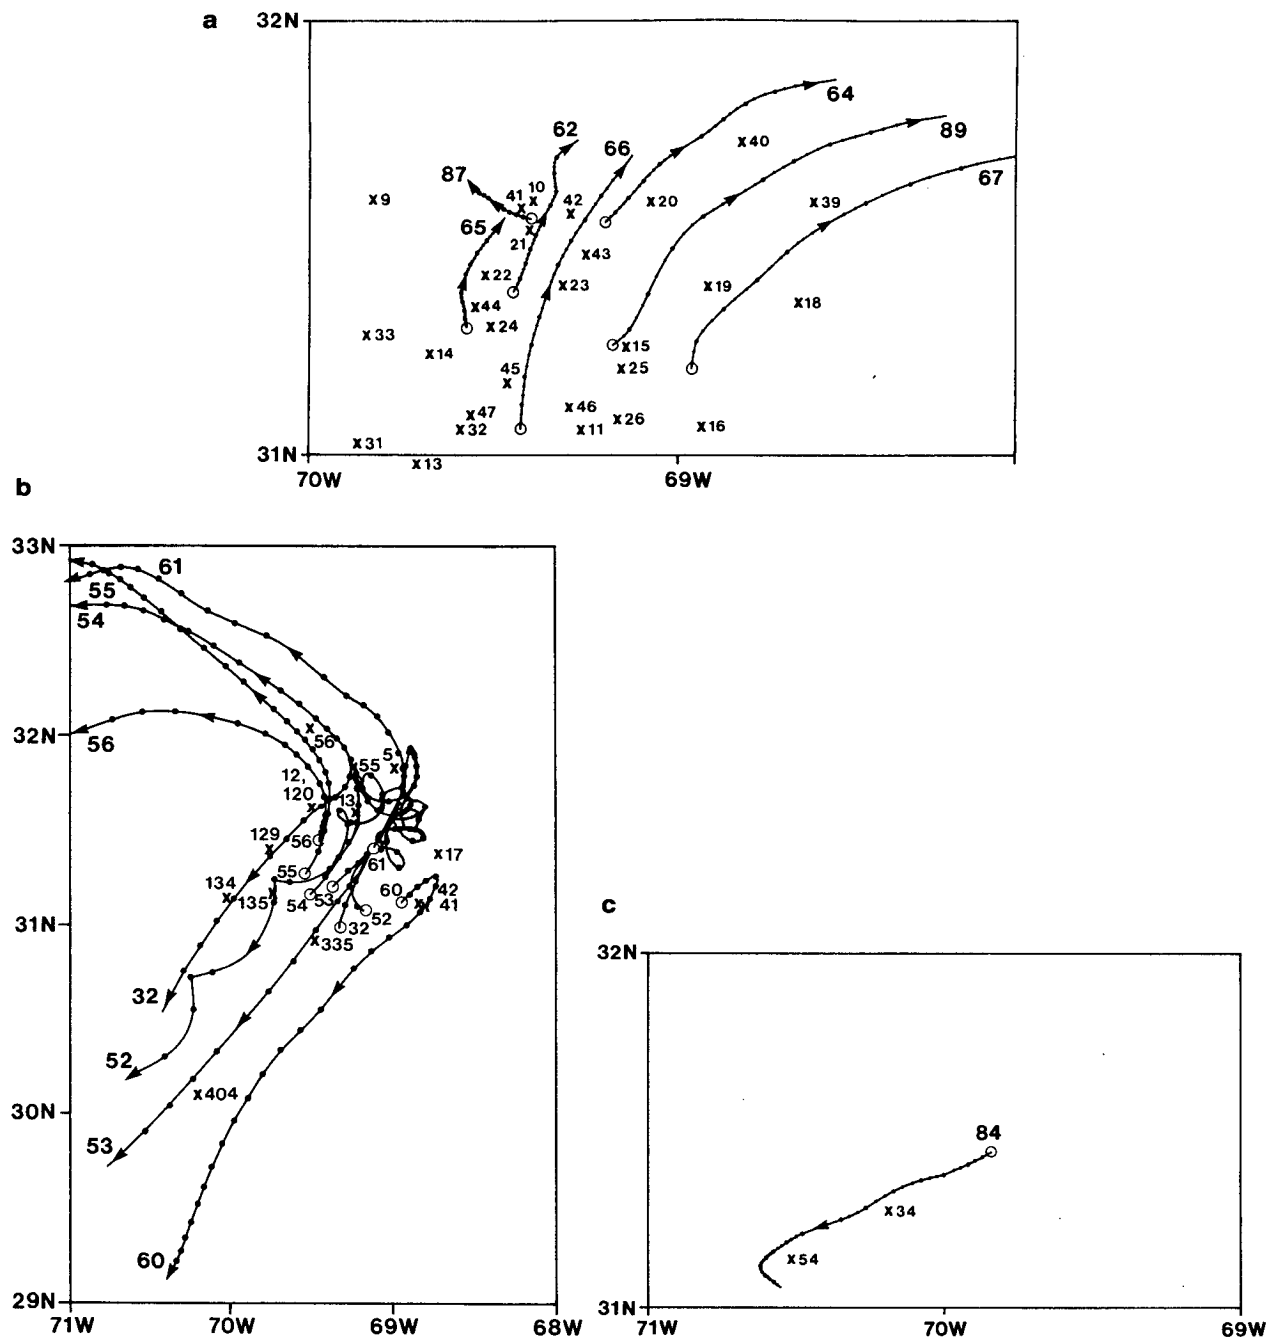 a
32N
64
62
89
66
x40
87
67
10
41
42
x9
x20
x39
65
21
x43
x22
x23
x19
x18
x44
x24
x33
x14
x15
x25
45
x46
x47
x26
x32
x11
x16
x31
31N
x13
70W
69W
b
33N
61
55
54
32N
56
56
5
55
12,
120
13
129
56
x17
61
55
134
60
42
135
54
53
41
31N
52
32
x335
32
52
x404
30N
53
60
29N
71W
70W
69W
68W
c
32N
84
x34
x54
31N
71W
70W
69W